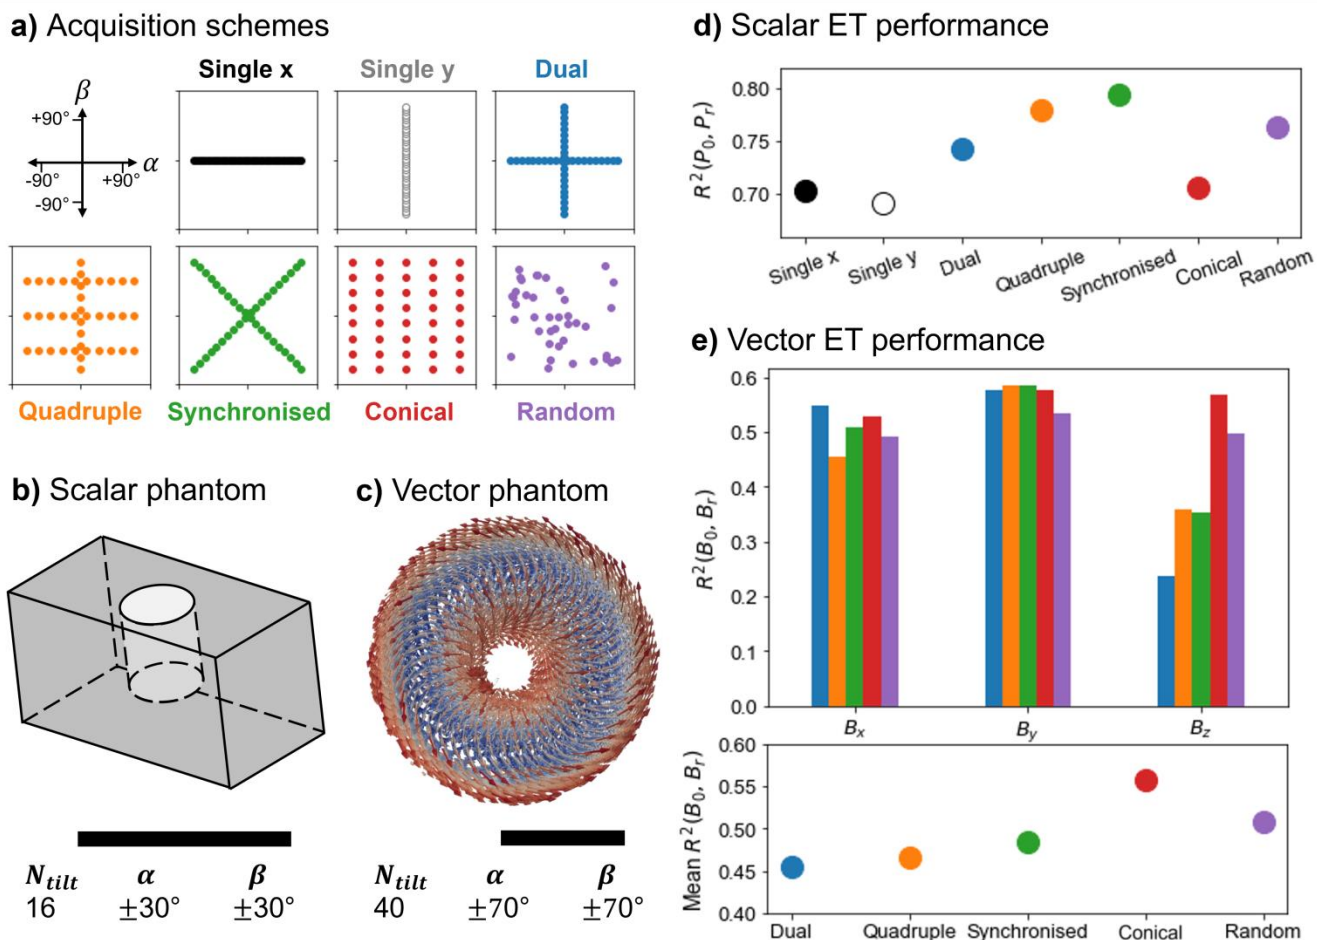 a) Acquisition schemes
Single x
Single y
Dual
β
+90°
α
-90°
+90°
-90°
Quadruple
Synchronised
Conical
Random
b) Scalar phantom
N_tilt α β
16 ±30° ±30°
c) Vector phantom
N_tilt α β
40 ±70° ±70°
d) Scalar ET performance
R²(P₀, Pᵣ)
0.80
0.75
0.70
Single x
Single y
Dual
Quadruple
Synchronised
Conical
Random
e) Vector ET performance
R²(B₀, Bᵣ)
0.6
0.5
0.4
0.3
0.2
0.1
0.0
Bₓ
B_y
B_z
Mean R²(B₀, Bᵣ)
0.60
0.55
0.50
0.45
0.40
Dual
Quadruple
Synchronised
Conical
Random